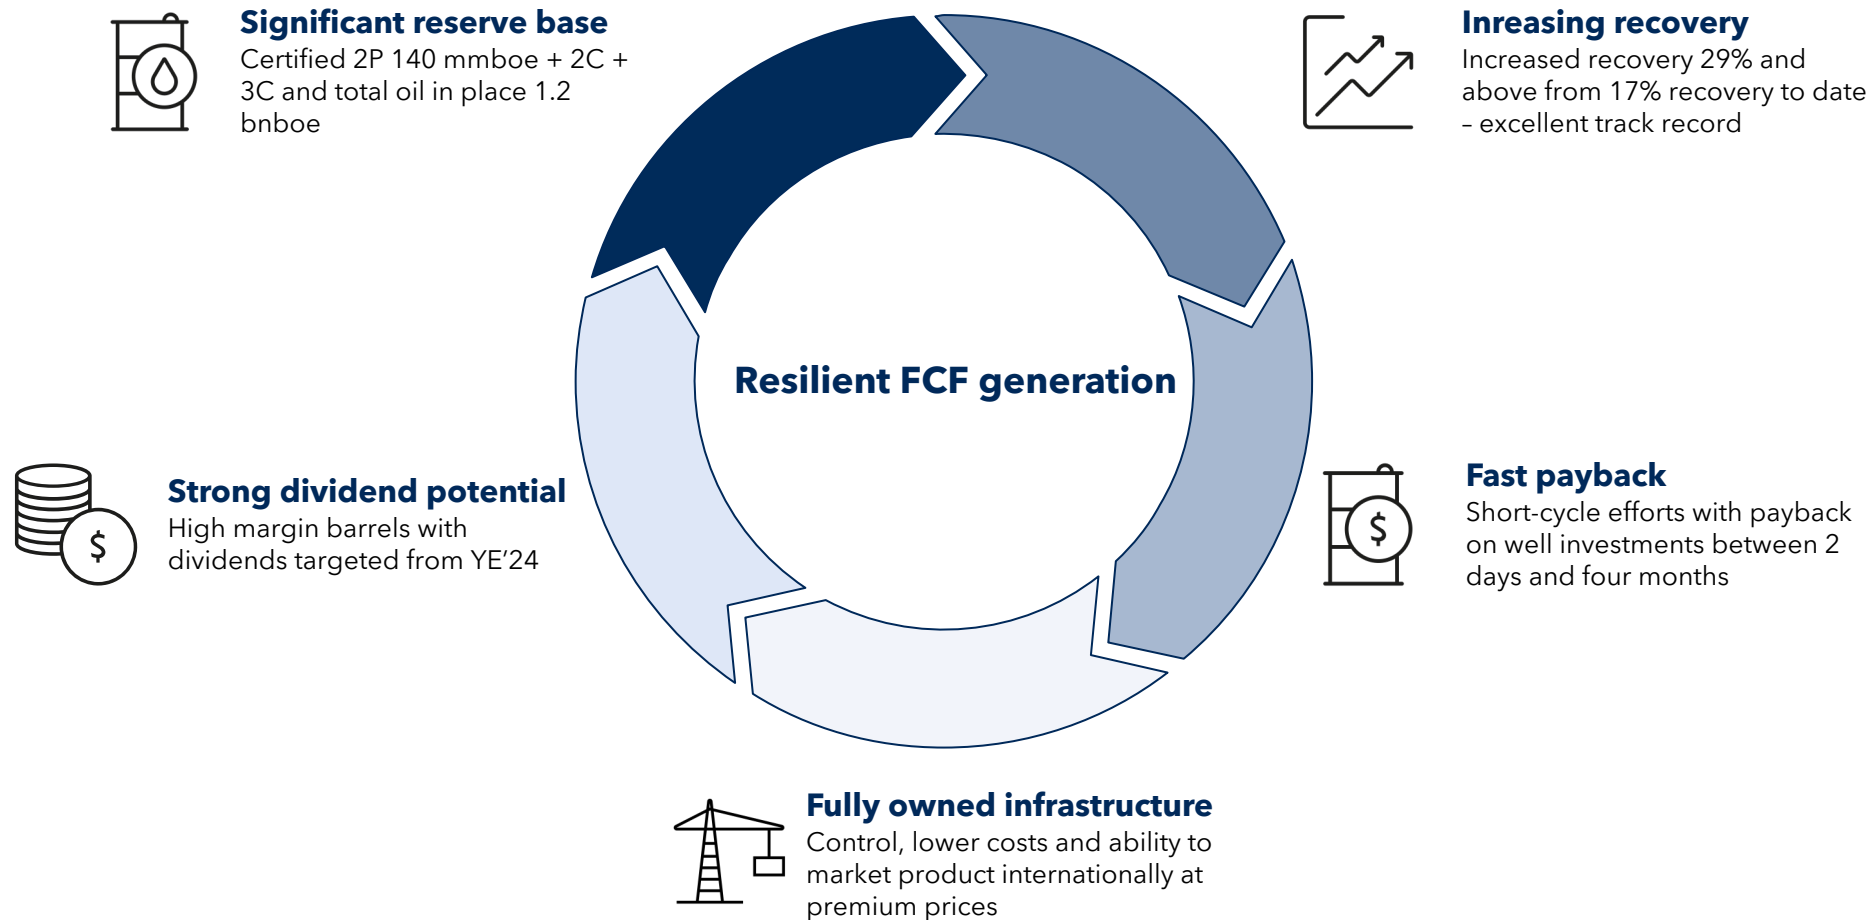 Significant reserve base
Certified 2P 140 mmboe + 2C +
3C and total oil in place 1.2
bnboe
Inreasing recovery
Increased recovery 29% and
above from 17% recovery to date
– excellent track record
Resilient FCF generation
Strong dividend potential
High margin barrels with
dividends targeted from YE’24
$
Fast payback
Short-cycle efforts with payback
on well investments between 2
days and four months
$
Fully owned infrastructure
Control, lower costs and ability to
market product internationally at
premium prices